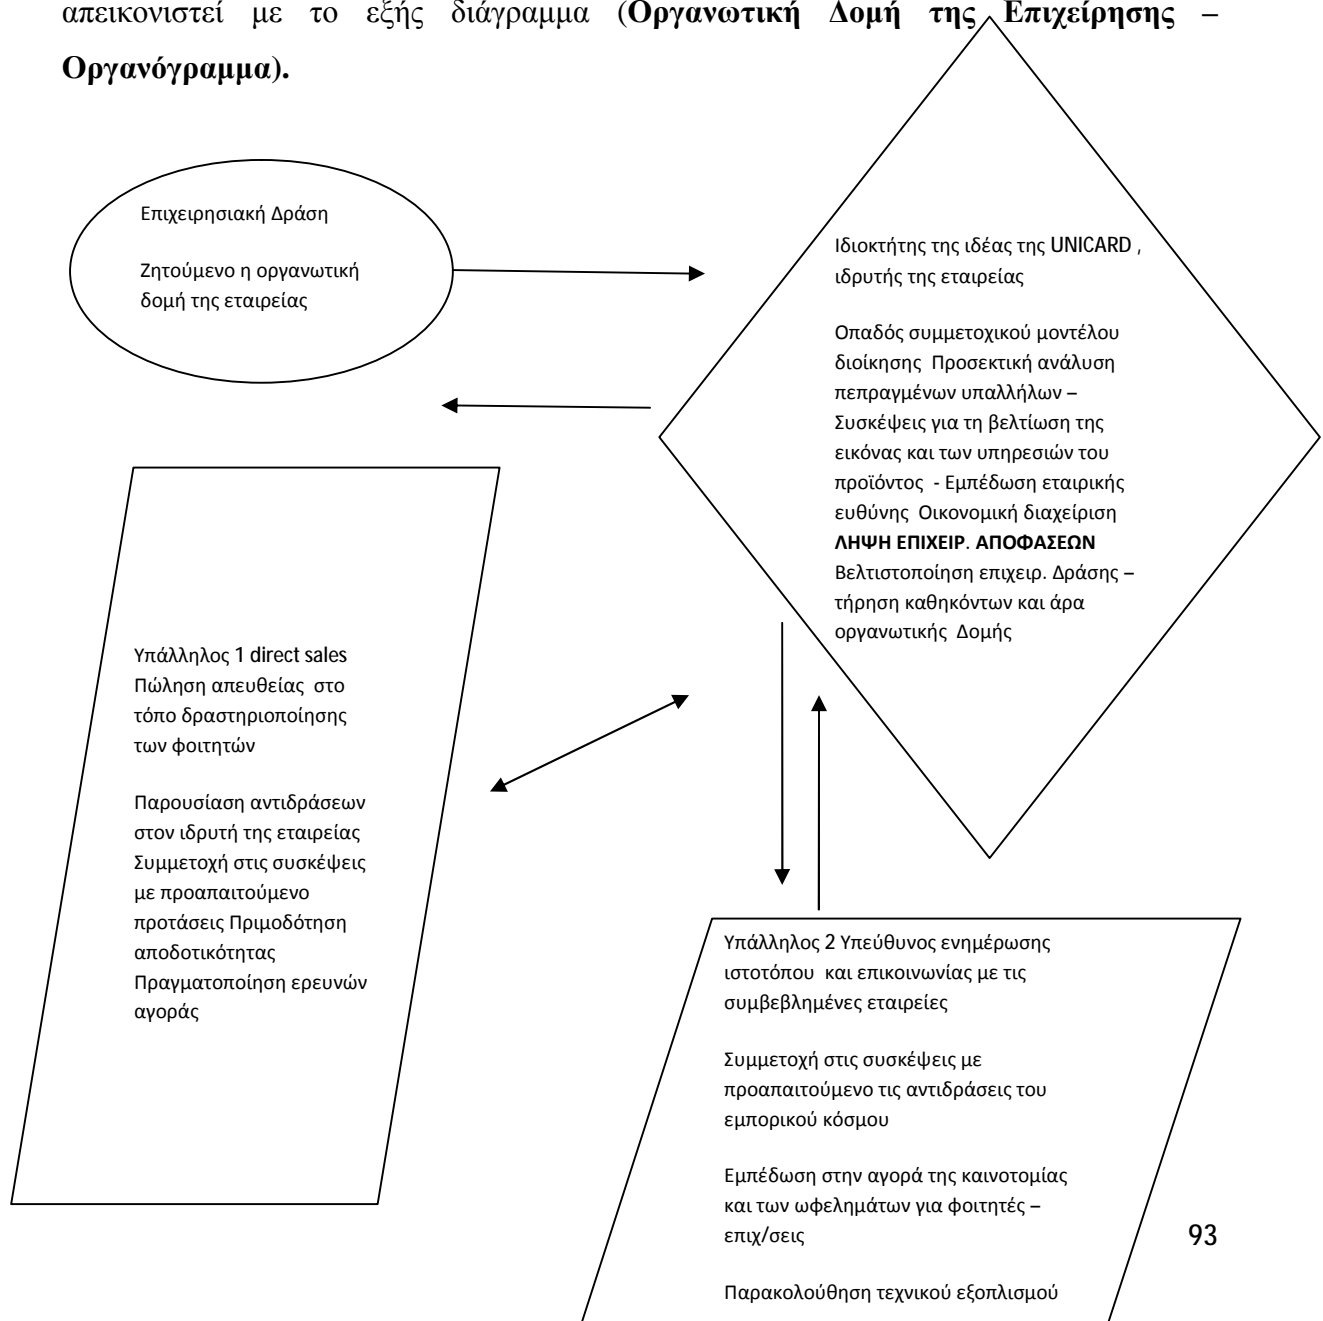 απεικονιστεί με το εξής διάγραμμα (Οργανωτική Δομή της Επιχείρησης –
Οργανόγραμμα).
Επιχειρησιακή Δράση
Ζητούμενο η οργανωτική
δομή της εταιρείας
Ιδιοκτήτης της ιδέας της UNICARD ,
ιδρυτής της εταιρείας
Οπαδός συμμετοχικού μοντέλου
διοίκησης Προσεκτική ανάλυση
πεπραγμένων υπαλλήλων –
Συσκέψεις για τη βελτίωση της
εικόνας και των υπηρεσιών του
προϊόντος - Εμπέδωση εταιρικής
ευθύνης Οικονομική διαχείριση
ΛΗΨΗ ΕΠΙΧΕΙΡ. ΑΠΟΦΑΣΕΩΝ
Βελτιστοποίηση επιχειρ. Δράσης –
τήρηση καθηκόντων και άρα
οργανωτικής Δομής
Υπάλληλος 1 direct sales
Πώληση απευθείας στο
τόπο δραστηριοποίησης
των φοιτητών
Παρουσίαση αντιδράσεων
στον ιδρυτή της εταιρείας
Συμμετοχή στις συσκέψεις
με προαπαιτούμενο
προτάσεις Πριμοδότηση
αποδοτικότητας
Πραγματοποίηση ερευνών
αγοράς
Υπάλληλος 2 Υπεύθυνος ενημέρωσης
ιστοτόπου και επικοινωνίας με τις
συμβεβλημένες εταιρείες
Συμμετοχή στις συσκέψεις με
προαπαιτούμενο τις αντιδράσεις του
εμπορικού κόσμου
Εμπέδωση στην αγορά της καινοτομίας
και των ωφελημάτων για φοιτητές –
επιχ/σεις
Παρακολούθηση τεχνικού εξοπλισμού
93